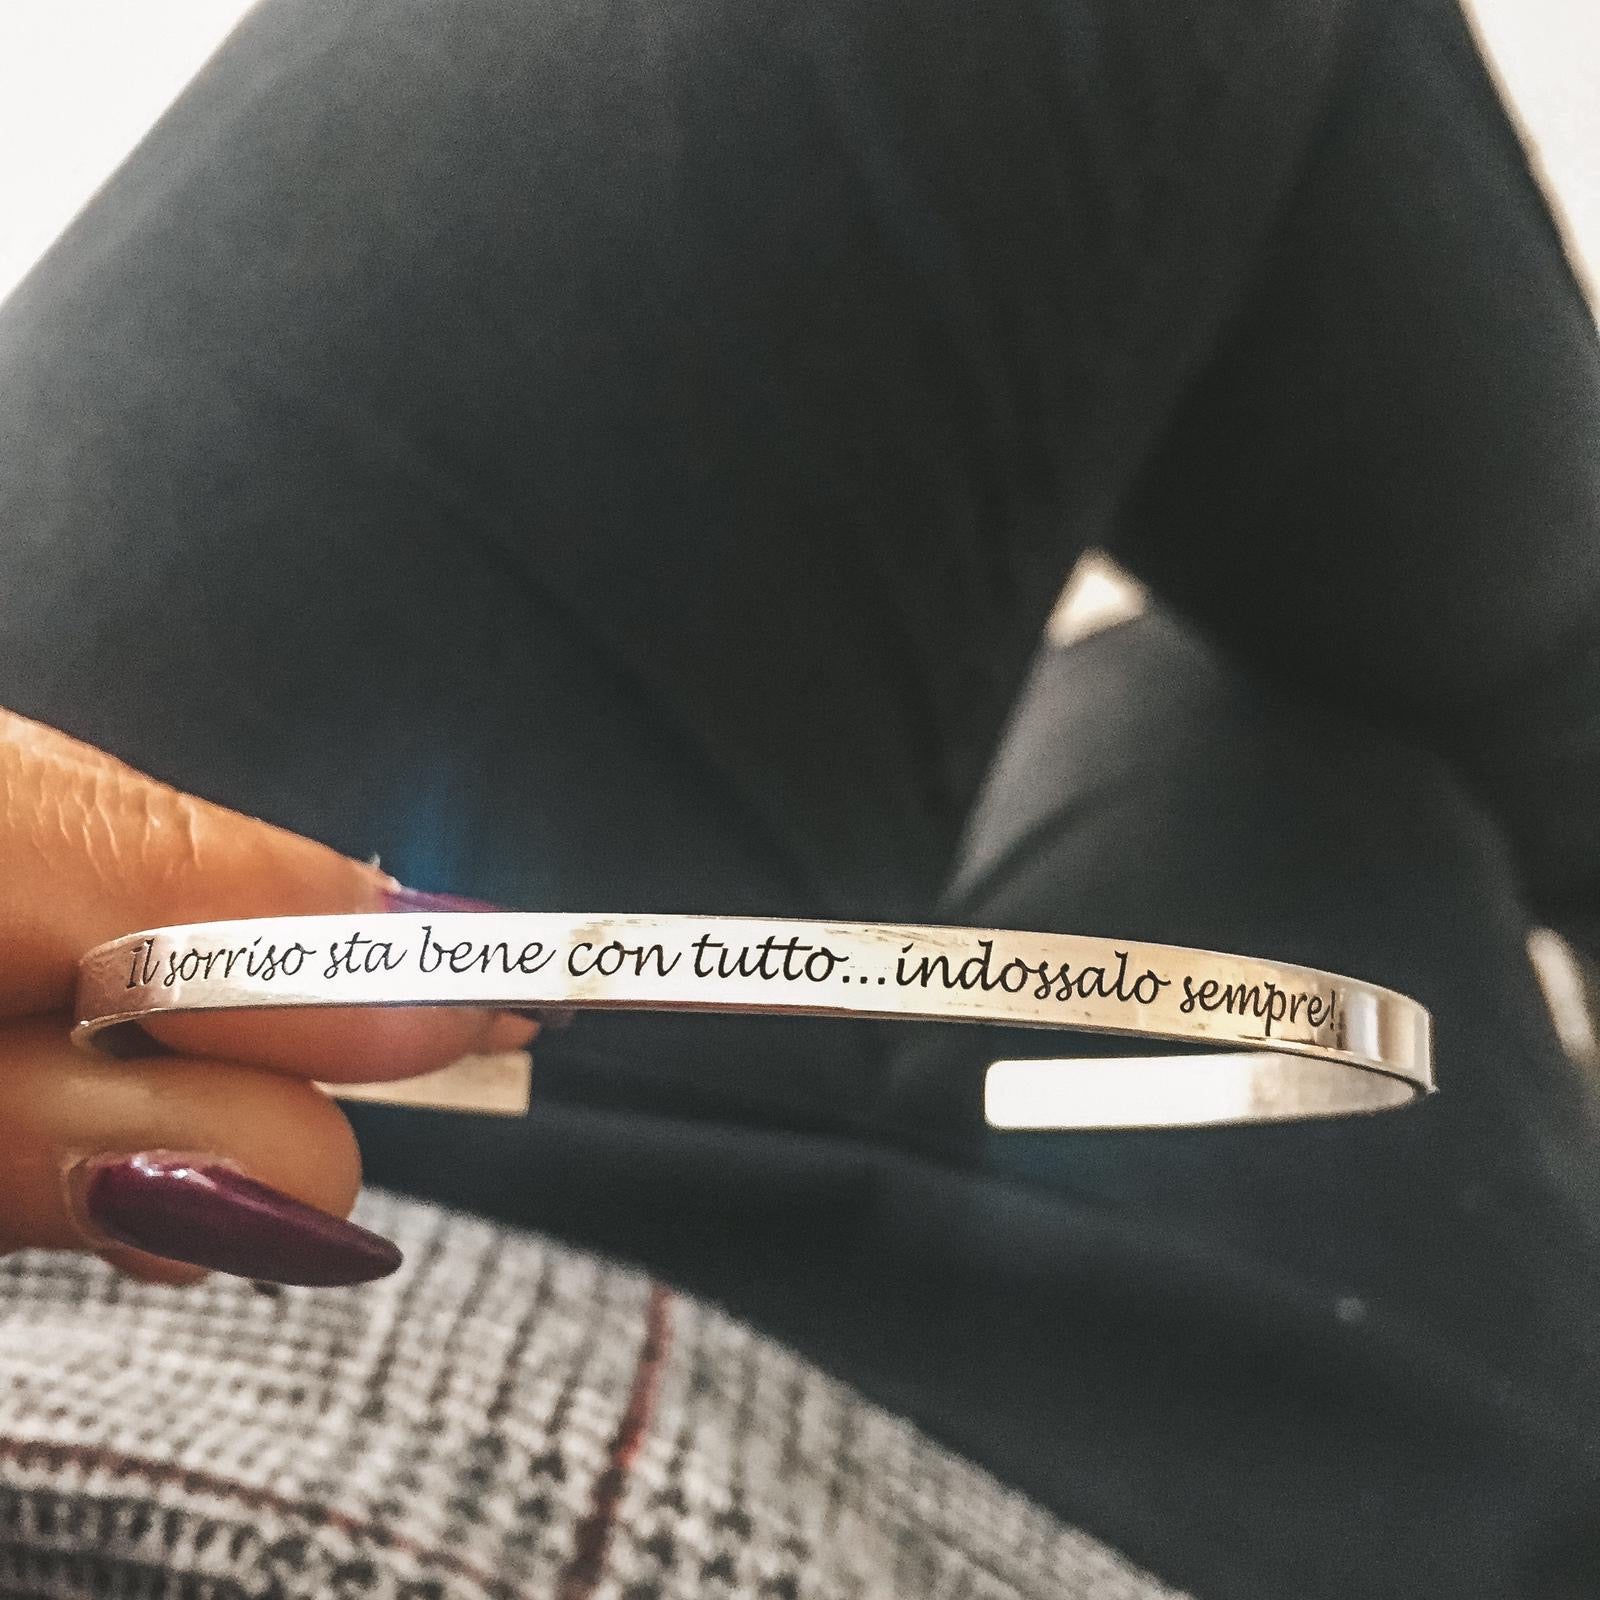 il sorriso sta bene con tutto...indossalo sempre!